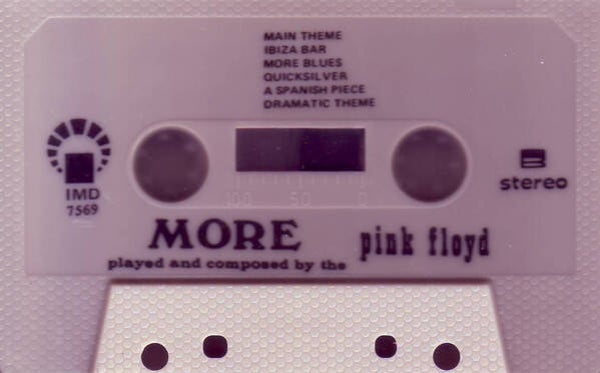 MAIN THEME
IBIZA BAR
MORE BLUES
QUICKSILVER
A SPANISH PIECE
DRAMATIC THEME
IMD
7569
B
stereo
100 50 0
MORE
pink floyd
played and composed by the